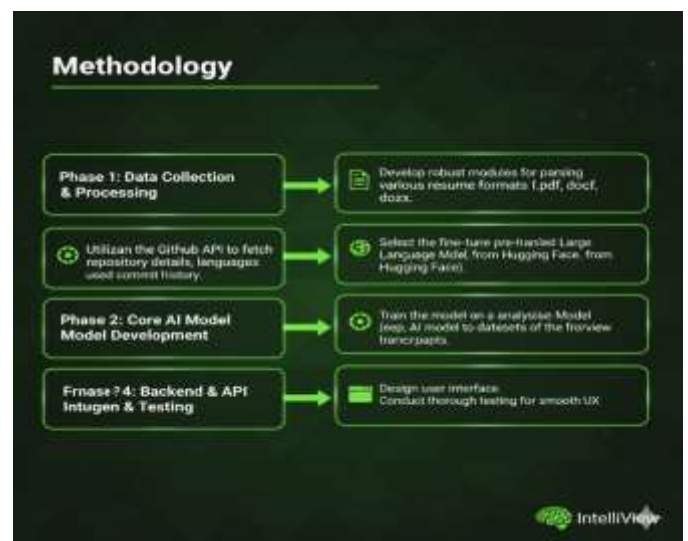 Methodology
Phase 1: Data Collection
& Processing
Develop robust modules for parsing
various resume formats f.pdf, docf,
dozx.
Utilizan the Github API to fetch
repository details, languages
used commit history.
Select the fine-tune pre-hanled Large
Language Mdel, from Hugging Face. from
Hugging Face)
Phase 2: Core AI Model
Model Development
Train the model on a analysise Model
AI model to datesets of the
Frnase ?4: Backend & API
Intugen & Testing
Design user interface.
Conduct thorough testing for smooth UX
IntelliView